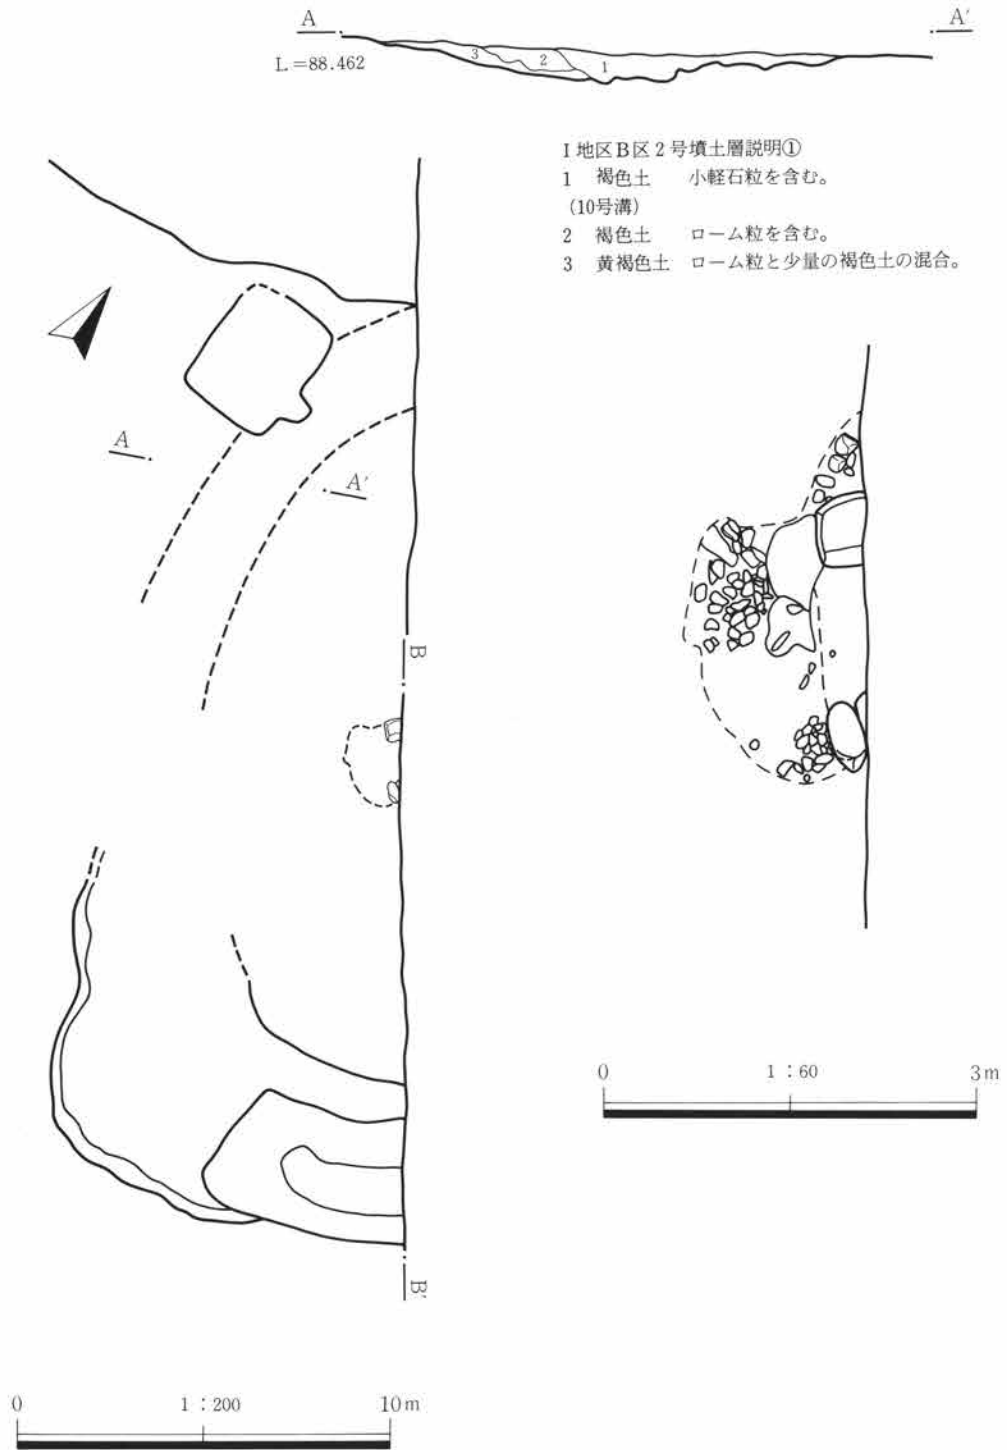 A A'
L=88.462
3 2 1
I地区B区2号墳土層説明①
1 褐色土 小軽石粒を含む。
(10号溝)
2 褐色土 ローム粒を含む。
3 黄褐色土 ローム粒と少量の褐色土の混合。
A
A'
B
0 1:60 3m
B'
0 1:200 10m